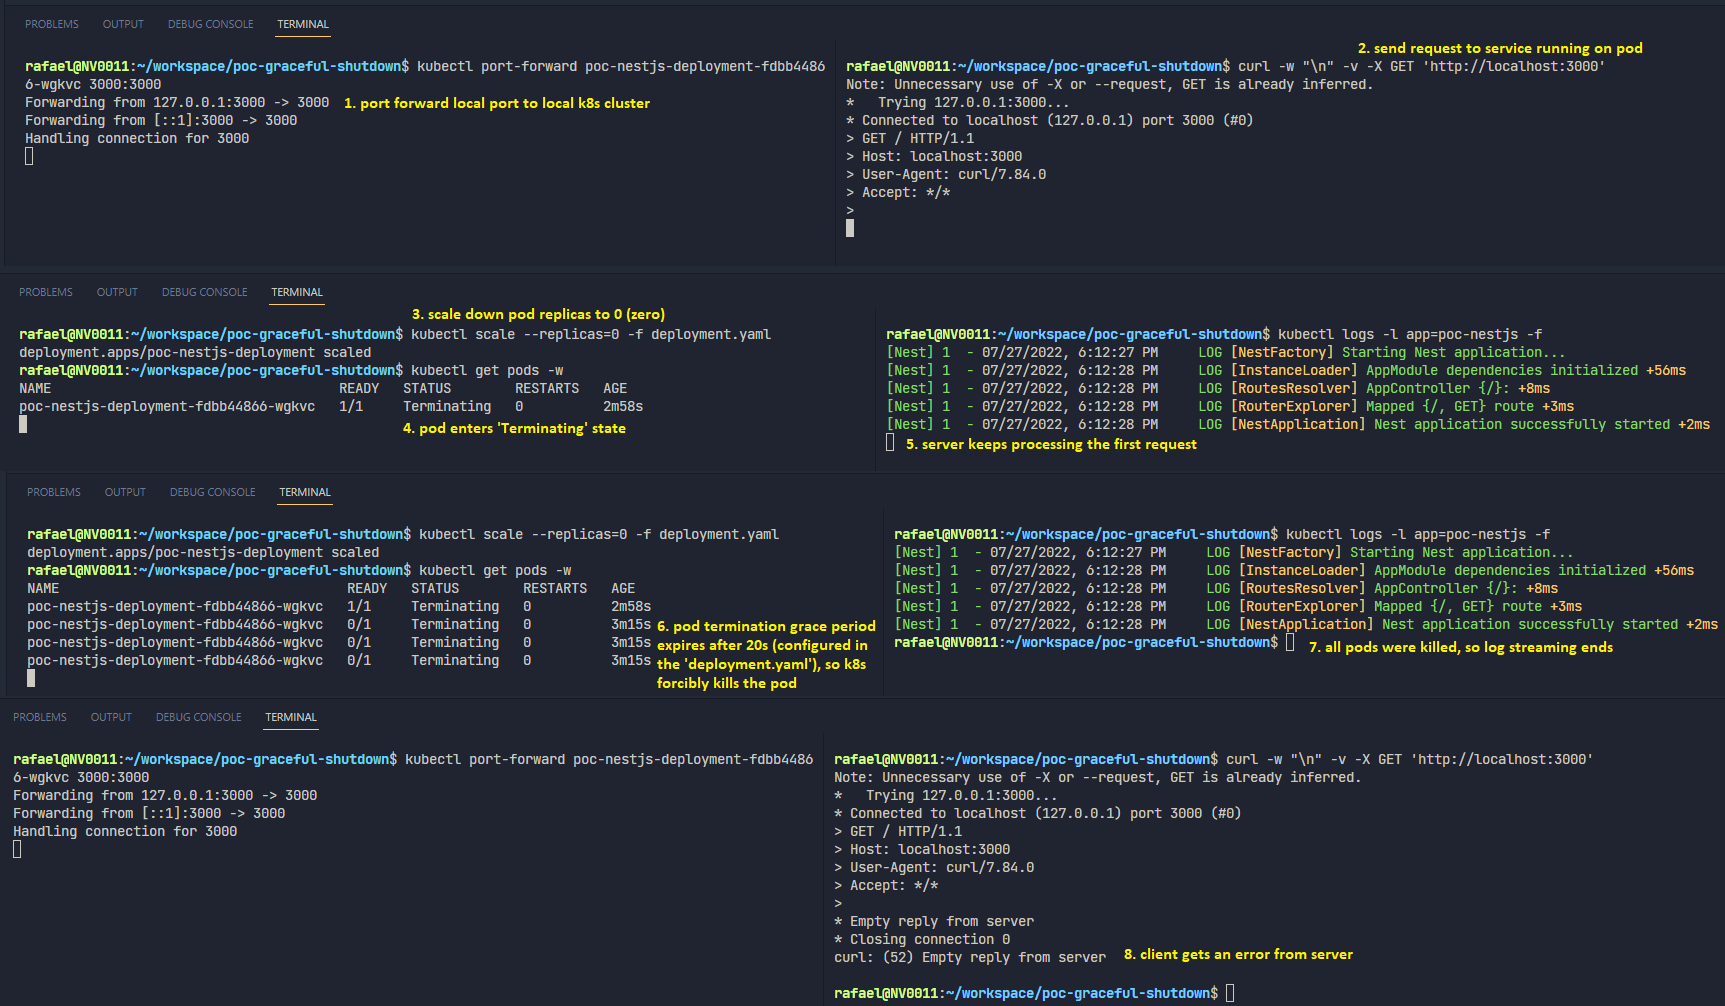 PROBLEMS OUTPUT DEBUG CONSOLE TERMINAL
rafael@NV0011:~/workspace/poc-graceful-shutdown$ kubectl port-forward poc-nestjs-deployment-fdbb4486
6-wgkvc 3000:3000
Forwarding from 127.0.0.1:3000 -> 3000
1. port forward local port to local k8s cluster
Forwarding from [::1]:3000 -> 3000
Handling connection for 3000
2. send request to service running on pod
rafael@NV0011:~/workspace/poc-graceful-shutdown$ curl -w "\n" -v -X GET 'http://localhost:3000'
Note: Unnecessary use of -X or --request, GET is already inferred.
*   Trying 127.0.0.1:3000...
* Connected to localhost (127.0.0.1) port 3000 (#0)
> GET / HTTP/1.1
> Host: localhost:3000
> User-Agent: curl/7.84.0
> Accept: */*
>
PROBLEMS OUTPUT DEBUG CONSOLE TERMINAL
3. scale down pod replicas to 0 (zero)
rafael@NV0011:~/workspace/poc-graceful-shutdown$ kubectl scale --replicas=0 -f deployment.yaml
deployment.apps/poc-nestjs-deployment scaled
rafael@NV0011:~/workspace/poc-graceful-shutdown$ kubectl get pods -w
NAME READY STATUS RESTARTS AGE
poc-nestjs-deployment-fdbb44866-wgkvc 1/1 Terminating 0 2m58s
4. pod enters 'Terminating' state
rafael@NV0011:~/workspace/poc-graceful-shutdown$ kubectl logs -l app=poc-nestjs -f
[Nest] 1  - 07/27/2022, 6:12:27 PM     LOG [NestFactory] Starting Nest application...
[Nest] 1  - 07/27/2022, 6:12:28 PM     LOG [InstanceLoader] AppModule dependencies initialized +56ms
[Nest] 1  - 07/27/2022, 6:12:28 PM     LOG [RoutesResolver] AppController {/}: +8ms
[Nest] 1  - 07/27/2022, 6:12:28 PM     LOG [RouterExplorer] Mapped {/, GET} route +3ms
[Nest] 1  - 07/27/2022, 6:12:28 PM     LOG [NestApplication] Nest application successfully started +2ms
5. server keeps processing the first request
PROBLEMS OUTPUT DEBUG CONSOLE TERMINAL
rafael@NV0011:~/workspace/poc-graceful-shutdown$ kubectl scale --replicas=0 -f deployment.yaml
deployment.apps/poc-nestjs-deployment scaled
rafael@NV0011:~/workspace/poc-graceful-shutdown$ kubectl get pods -w
NAME READY STATUS RESTARTS AGE
poc-nestjs-deployment-fdbb44866-wgkvc 1/1 Terminating 0 2m58s
poc-nestjs-deployment-fdbb44866-wgkvc 0/1 Terminating 0 3m15s
poc-nestjs-deployment-fdbb44866-wgkvc 0/1 Terminating 0 3m15s
poc-nestjs-deployment-fdbb44866-wgkvc 0/1 Terminating 0 3m15s
6. pod termination grace period
expires after 20s (configured in
the 'deployment.yaml'), so k8s
forcibly kills the pod
rafael@NV0011:~/workspace/poc-graceful-shutdown$ kubectl logs -l app=poc-nestjs -f
[Nest] 1  - 07/27/2022, 6:12:27 PM     LOG [NestFactory] Starting Nest application...
[Nest] 1  - 07/27/2022, 6:12:28 PM     LOG [InstanceLoader] AppModule dependencies initialized +56ms
[Nest] 1  - 07/27/2022, 6:12:28 PM     LOG [RoutesResolver] AppController {/}: +8ms
[Nest] 1  - 07/27/2022, 6:12:28 PM     LOG [RouterExplorer] Mapped {/, GET} route +3ms
[Nest] 1  - 07/27/2022, 6:12:28 PM     LOG [NestApplication] Nest application successfully started +2ms
rafael@NV0011:~/workspace/poc-graceful-shutdown$
7. all pods were killed, so log streaming ends
PROBLEMS OUTPUT DEBUG CONSOLE TERMINAL
rafael@NV0011:~/workspace/poc-graceful-shutdown$ kubectl port-forward poc-nestjs-deployment-fdbb4486
6-wgkvc 3000:3000
Forwarding from 127.0.0.1:3000 -> 3000
Forwarding from [::1]:3000 -> 3000
Handling connection for 3000
rafael@NV0011:~/workspace/poc-graceful-shutdown$ curl -w "\n" -v -X GET 'http://localhost:3000'
Note: Unnecessary use of -X or --request, GET is already inferred.
*   Trying 127.0.0.1:3000...
* Connected to localhost (127.0.0.1) port 3000 (#0)
> GET / HTTP/1.1
> Host: localhost:3000
> User-Agent: curl/7.84.0
> Accept: */*
>
* Empty reply from server
* Closing connection 0
curl: (52) Empty reply from server
8. client gets an error from server
rafael@NV0011:~/workspace/poc-graceful-shutdown$